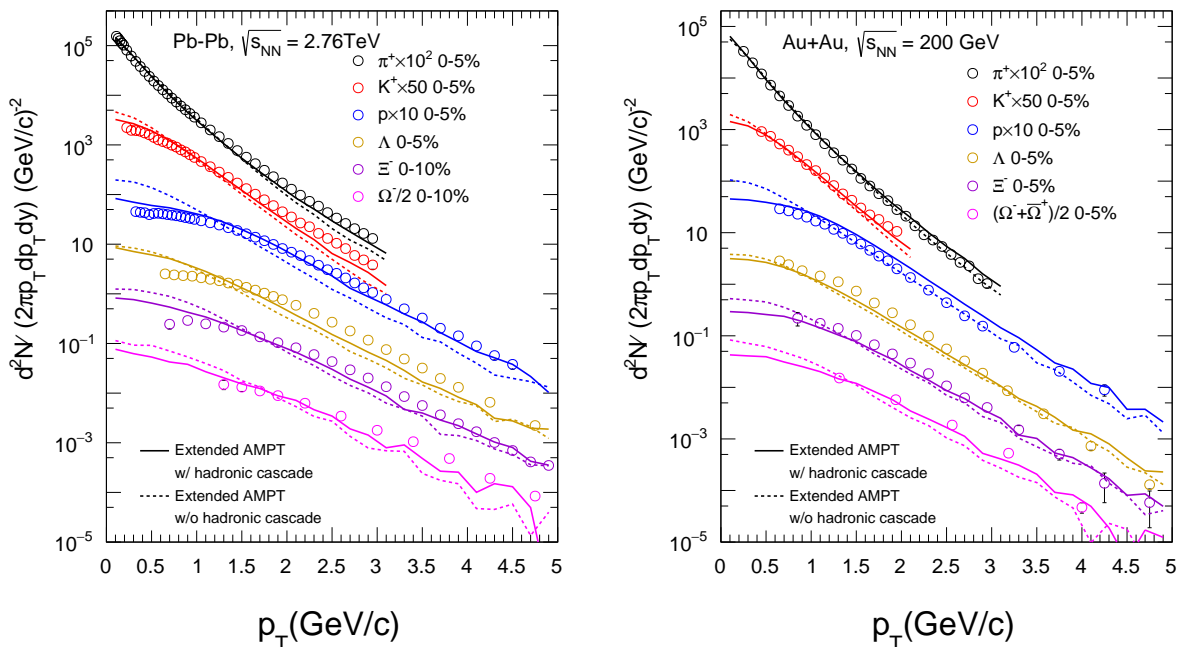 Pb-Pb, √s_NN = 2.76TeV
π⁺×10² 0-5%
K⁺×50 0-5%
p×10 0-5%
Λ 0-5%
Ξ⁻ 0-10%
Ω⁻/2 0-10%
Extended AMPT
w/ hadronic cascade
Extended AMPT
w/o hadronic cascade
d²N/ (2πp_Tdp_Tdy) (GeV/c)⁻²
10⁵
10³
10
10⁻¹
10⁻³
10⁻⁵
0 0.5 1 1.5 2 2.5 3 3.5 4 4.5 5
p_T(GeV/c)
Au+Au, √s_NN = 200 GeV
π⁺×10² 0-5%
K⁺×50 0-5%
p×10 0-5%
Λ 0-5%
Ξ⁻ 0-5%
(Ω⁻+Ω̅⁺)/2 0-5%
Extended AMPT
w/ hadronic cascade
Extended AMPT
w/o hadronic cascade
d²N/ (2πp_Tdp_Tdy) (GeV/c)⁻²
10⁵
10³
10
10⁻¹
10⁻³
10⁻⁵
0 0.5 1 1.5 2 2.5 3 3.5 4 4.5 5
p_T(GeV/c)